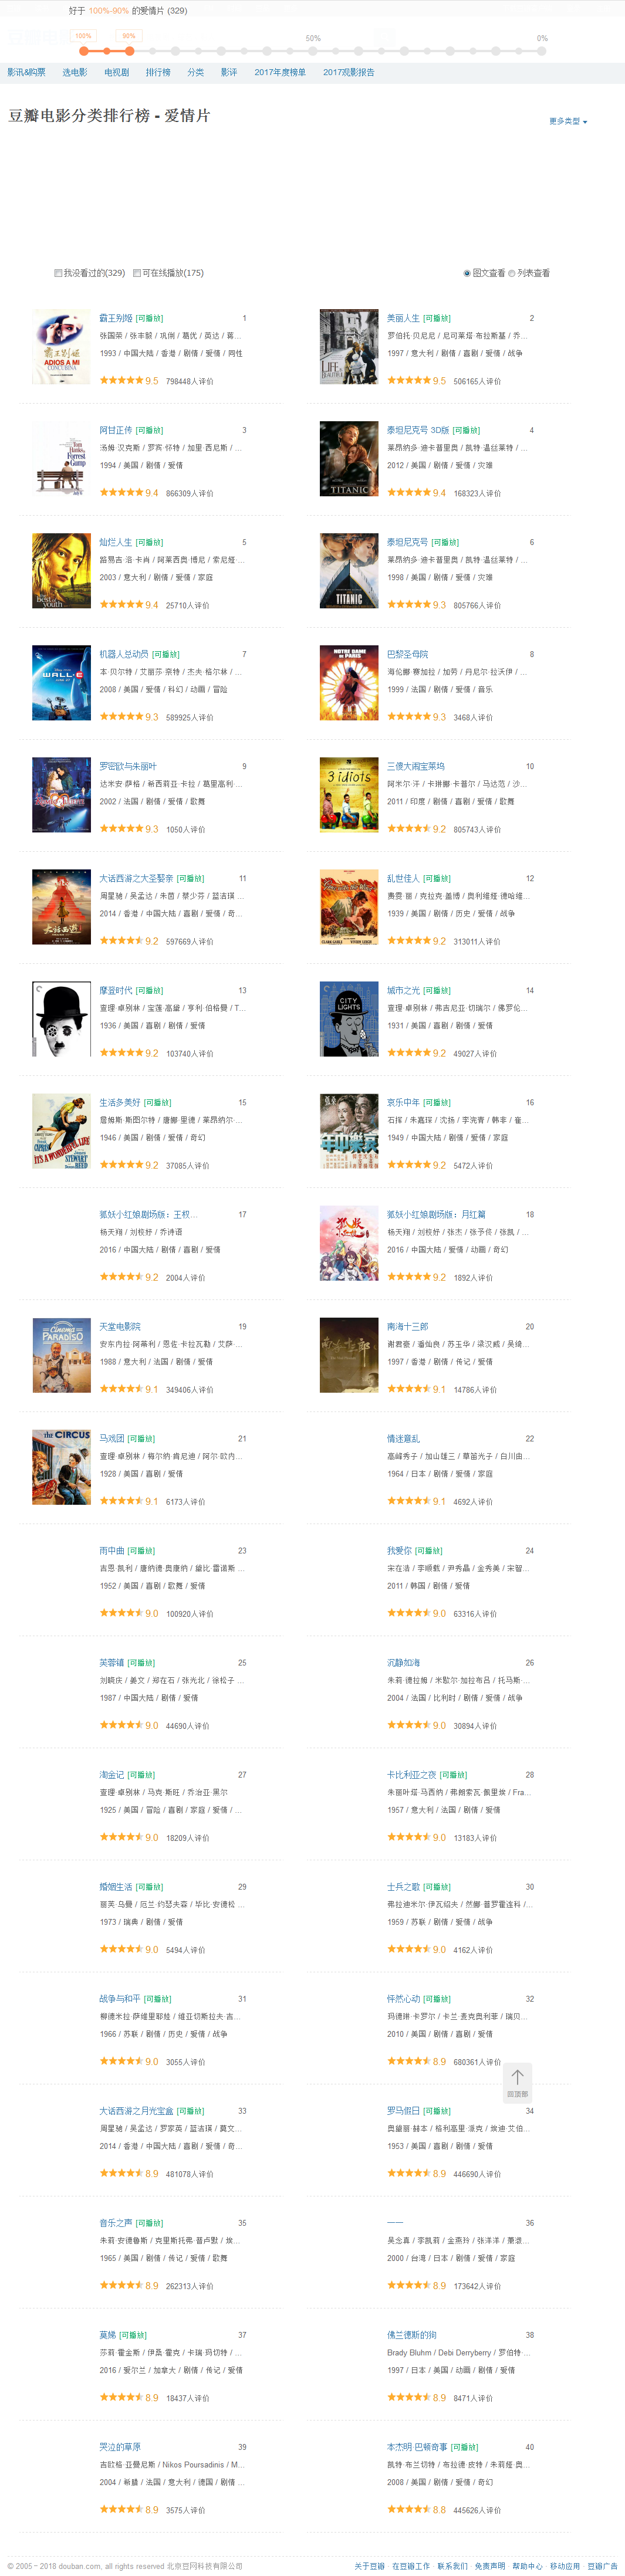 好于 100%-90% 的爱情片 (329)
100% 90% 50% 0%
影讯&购票 选电影 电视剧 排行榜 分类 影评 2017年度榜单 2017观影报告
豆瓣电影分类排行榜 - 爱情片
更多类型
我没看过的(329) 可在线播放(175) 图文查看 列表查看
霸王别姬 [可播放] 1
张国荣 / 张丰毅 / 巩俐 / 葛优 / 英达 / 蒋...
1993 / 中国大陆 / 香港 / 剧情 / 爱情 / 同性
9.5 798448人评价
美丽人生 [可播放] 2
罗伯托·贝尼尼 / 尼可莱塔·布拉斯基 / 乔...
1997 / 意大利 / 剧情 / 喜剧 / 爱情 / 战争
9.5 506165人评价
阿甘正传 [可播放] 3
汤姆·汉克斯 / 罗宾·怀特 / 加里·西尼斯 / ...
1994 / 美国 / 剧情 / 爱情
9.4 866309人评价
泰坦尼克号 3D版 [可播放] 4
莱昂纳多·迪卡普里奥 / 凯特·温丝莱特 / ...
2012 / 美国 / 剧情 / 爱情 / 灾难
9.4 168323人评价
灿烂人生 [可播放] 5
路易吉·洛·卡肖 / 阿莱西奥·博尼 / 索尼娅·...
2003 / 意大利 / 剧情 / 爱情 / 家庭
9.4 25710人评价
泰坦尼克号 [可播放] 6
莱昂纳多·迪卡普里奥 / 凯特·温丝莱特 / ...
1998 / 美国 / 剧情 / 爱情 / 灾难
9.3 805766人评价
机器人总动员 [可播放] 7
本·贝尔特 / 艾丽莎·奈特 / 杰夫·格尔林 / ...
2008 / 美国 / 爱情 / 科幻 / 动画 / 冒险
9.3 589925人评价
巴黎圣母院 8
海伦娜·赛加拉 / 加劳 / 丹尼尔·拉沃伊 / ...
1999 / 法国 / 剧情 / 爱情 / 音乐
9.3 3468人评价
罗密欧与朱丽叶 9
达米安·萨格 / 希西莉亚·卡拉 / 葛里高利·...
2002 / 法国 / 剧情 / 爱情 / 歌舞
9.3 1050人评价
三傻大闹宝莱坞 10
阿米尔·汗 / 卡琳娜·卡普尔 / 马达范 / 沙...
2011 / 印度 / 剧情 / 喜剧 / 爱情 / 歌舞
9.2 805743人评价
大话西游之大圣娶亲 [可播放] 11
周星驰 / 吴孟达 / 朱茵 / 蔡少芬 / 蓝洁瑛 ...
2014 / 香港 / 中国大陆 / 喜剧 / 爱情 / 奇...
9.2 597669人评价
乱世佳人 [可播放] 12
费雯·丽 / 克拉克·盖博 / 奥利维娅·德哈维...
1939 / 美国 / 剧情 / 历史 / 爱情 / 战争
9.2 313011人评价
摩登时代 [可播放] 13
查理·卓别林 / 宝莲·高黛 / 亨利·伯格曼 / T...
1936 / 美国 / 喜剧 / 剧情 / 爱情
9.2 103740人评价
城市之光 [可播放] 14
查理·卓别林 / 弗吉尼亚·切瑞尔 / 佛罗伦...
1931 / 美国 / 喜剧 / 剧情 / 爱情
9.2 49027人评价
生活多美好 [可播放] 15
詹姆斯·斯图尔特 / 唐娜·里德 / 莱昂纳尔·...
1946 / 美国 / 剧情 / 爱情 / 奇幻
9.2 37085人评价
哀乐中年 [可播放] 16
石挥 / 朱嘉琛 / 沈扬 / 李浣青 / 韩非 / 崔...
1949 / 中国大陆 / 剧情 / 爱情 / 家庭
9.2 5472人评价
狐妖小红娘剧场版：王权... 17
杨天翔 / 刘校妤 / 乔诗语
2016 / 中国大陆 / 剧情 / 喜剧 / 爱情
9.2 2004人评价
狐妖小红娘剧场版：月红篇 18
杨天翔 / 刘校妤 / 张杰 / 张予佟 / 张凯 / ...
2016 / 中国大陆 / 爱情 / 动画 / 奇幻
9.2 1892人评价
天堂电影院 19
安东内拉·阿蒂利 / 恩佐·卡拉瓦勒 / 艾萨·...
1988 / 意大利 / 法国 / 剧情 / 爱情
9.1 349406人评价
南海十三郎 20
谢君豪 / 潘灿良 / 苏玉华 / 梁汉威 / 吴绮...
1997 / 香港 / 剧情 / 传记 / 爱情
9.1 14786人评价
马戏团 [可播放] 21
查理·卓别林 / 梅尔纳·肯尼迪 / 阿尔·欧内...
1928 / 美国 / 喜剧 / 爱情
9.1 6173人评价
情迷意乱 22
高峰秀子 / 加山雄三 / 草笛光子 / 白川由...
1964 / 日本 / 剧情 / 爱情 / 家庭
9.1 4692人评价
雨中曲 [可播放] 23
吉恩·凯利 / 唐纳德·奥康纳 / 黛比·雷诺斯 ...
1952 / 美国 / 喜剧 / 歌舞 / 爱情
9.0 100920人评价
我爱你 [可播放] 24
宋在浩 / 李顺载 / 尹秀晶 / 金秀美 / 宋智...
2011 / 韩国 / 剧情 / 爱情
9.0 63316人评价
芙蓉镇 [可播放] 25
刘晓庆 / 姜文 / 郑在石 / 张光北 / 徐松子 ...
1987 / 中国大陆 / 剧情 / 爱情
9.0 44690人评价
沉静如海 26
朱莉·德拉姆 / 米歇尔·加拉布吕 / 托马斯·...
2004 / 法国 / 比利时 / 剧情 / 爱情 / 战争
9.0 30894人评价
淘金记 [可播放] 27
查理·卓别林 / 马克·斯旺 / 乔治亚·黑尔
1925 / 美国 / 冒险 / 喜剧 / 家庭 / 爱情 / ...
9.0 18209人评价
卡比利亚之夜 [可播放] 28
朱丽叶塔·马西纳 / 弗朗索瓦·佩里埃 / Fra...
1957 / 意大利 / 法国 / 剧情 / 爱情
9.0 13183人评价
婚姻生活 [可播放] 29
丽芙·乌曼 / 厄兰·约瑟夫森 / 毕比·安德松 ...
1973 / 瑞典 / 剧情 / 爱情
9.0 5494人评价
士兵之歌 [可播放] 30
弗拉迪米尔·伊瓦绍夫 / 然娜·普罗霍连科 /...
1959 / 苏联 / 剧情 / 爱情 / 战争
9.0 4162人评价
战争与和平 [可播放] 31
柳德米拉·萨维里耶娃 / 维亚切斯拉夫·吉...
1966 / 苏联 / 剧情 / 历史 / 爱情 / 战争
9.0 3055人评价
怦然心动 [可播放] 32
玛德琳·卡罗尔 / 卡兰·麦克奥利菲 / 瑞贝...
2010 / 美国 / 剧情 / 喜剧 / 爱情
8.9 680361人评价
回顶部
大话西游之月光宝盒 [可播放] 33
周星驰 / 吴孟达 / 罗家英 / 蓝洁瑛 / 莫文...
2014 / 香港 / 中国大陆 / 喜剧 / 爱情 / 奇...
8.9 481078人评价
罗马假日 [可播放] 34
奥黛丽·赫本 / 格利高里·派克 / 埃迪·艾伯...
1953 / 美国 / 喜剧 / 剧情 / 爱情
8.9 446690人评价
音乐之声 [可播放] 35
朱莉·安德鲁斯 / 克里斯托弗·普卢默 / 埃...
1965 / 美国 / 剧情 / 传记 / 爱情 / 歌舞
8.9 262313人评价
一一 36
吴念真 / 李凯莉 / 金燕玲 / 张洋洋 / 萧淑...
2000 / 台湾 / 日本 / 剧情 / 爱情 / 家庭
8.9 173642人评价
莫娣 [可播放] 37
莎莉·霍金斯 / 伊桑·霍克 / 卡瑞·玛切特 / ...
2016 / 爱尔兰 / 加拿大 / 剧情 / 传记 / 爱情
8.9 18437人评价
佛兰德斯的狗 38
Brady Bluhm / Debi Derryberry / 罗伯特·...
1997 / 日本 / 美国 / 动画 / 剧情 / 爱情
8.9 8471人评价
哭泣的草原 39
吉欧格·亚曼尼斯 / Nikos Poursadinis / M...
2004 / 希腊 / 法国 / 意大利 / 德国 / 剧情 ...
8.9 3575人评价
本杰明·巴顿奇事 [可播放] 40
凯特·布兰切特 / 布拉德·皮特 / 朱莉娅·奥...
2008 / 美国 / 剧情 / 爱情 / 奇幻
8.8 445626人评价
© 2005－2018 douban.com, all rights reserved 北京豆网科技有限公司
关于豆瓣 · 在豆瓣工作 · 联系我们 · 免责声明 · 帮助中心 · 移动应用 · 豆瓣广告